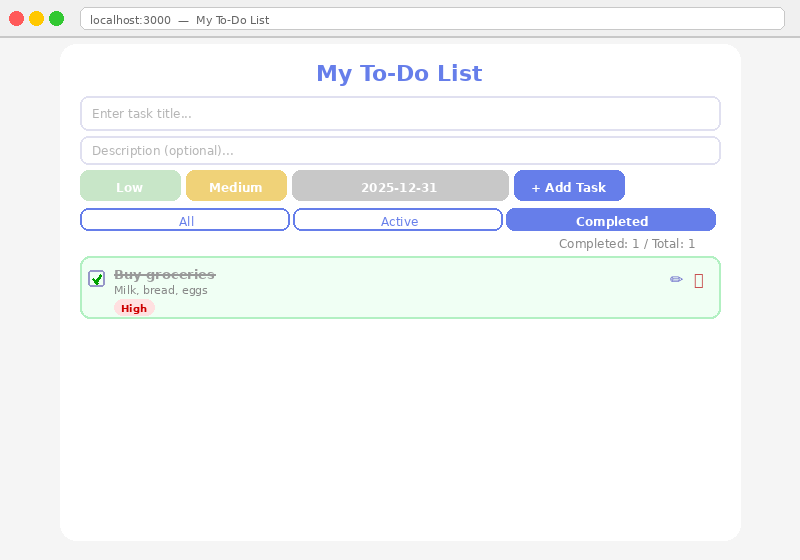 localhost:3000 — My To-Do List
My To-Do List
Enter task title...
Description (optional)...
Low Medium 2025-12-31 + Add Task
All Active Completed
Completed: 1 / Total: 1
Buy groceries
Milk, bread, eggs
High